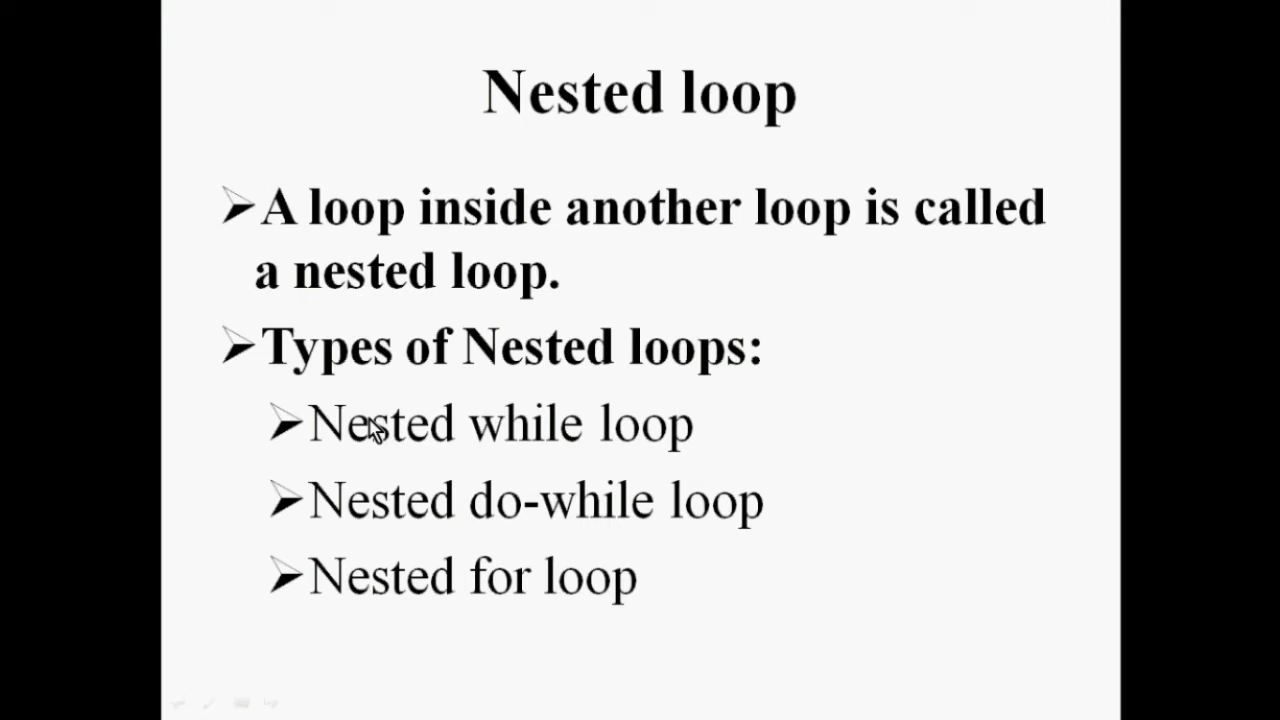 Nested loop
A loop inside another loop is called
a nested loop.
Types of Nested loops:
Nested while loop
Nested do-while loop
Nested for loop